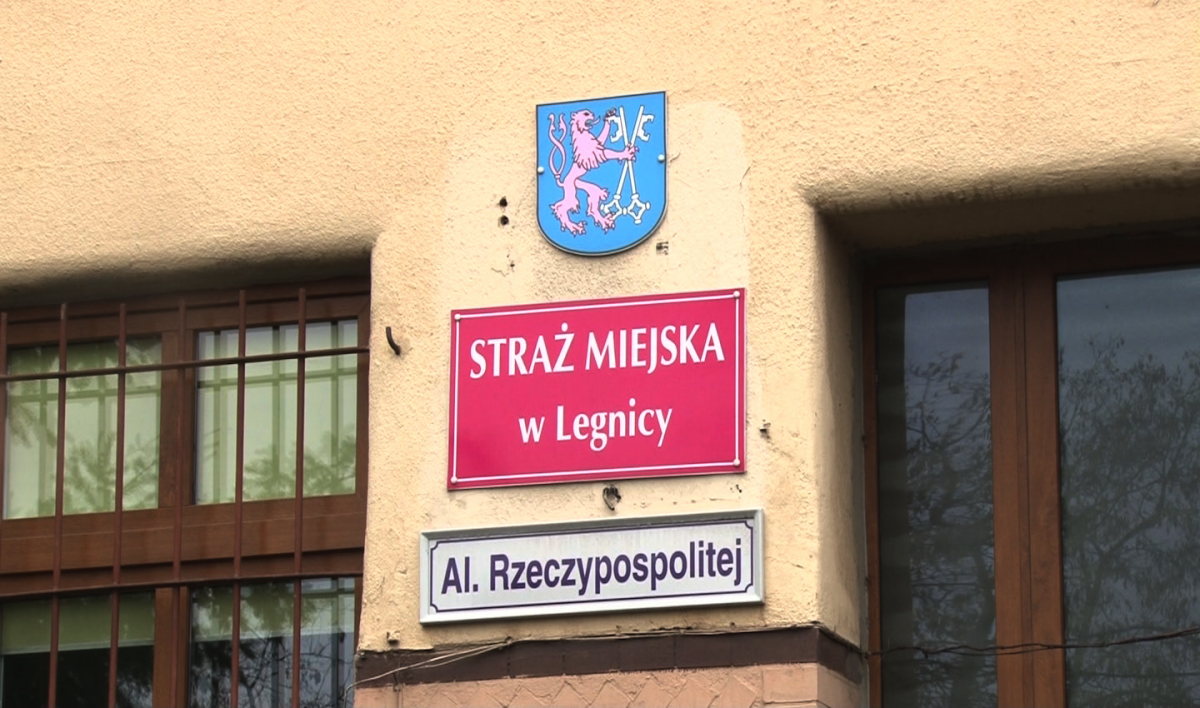 STRAŻ MIEJSKA
w Legnicy
Al. Rzeczypospolitej